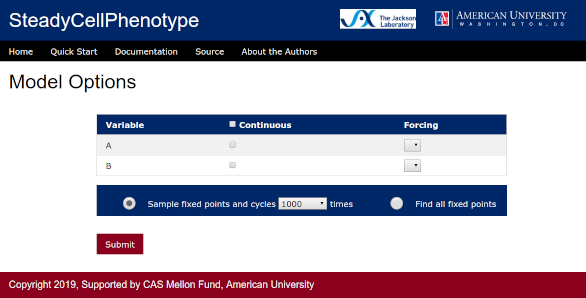 SteadyCellPhenotype
The Jackson
Laboratory
AMERICAN UNIVERSITY
WASHINGTON, DC
Home Quick Start Documentation Source About the Authors
Model Options
Variable Continuous Forcing
A
B
Sample fixed points and cycles 1000 times Find all fixed points
Submit
Copyright 2019, Supported by CAS Mellon Fund, American University